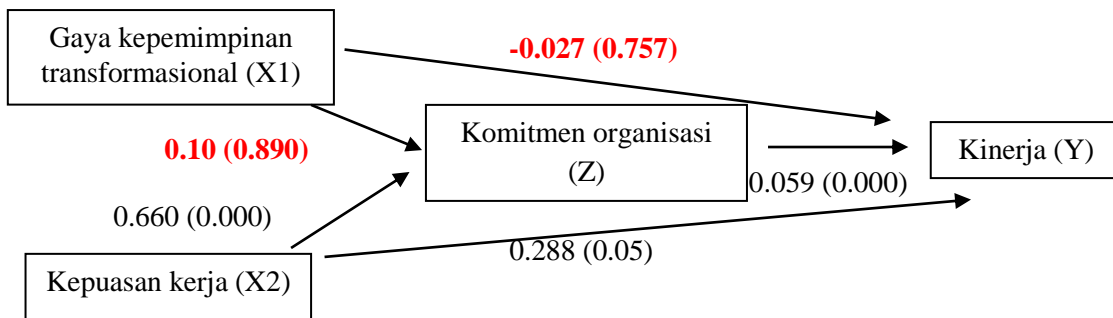 Gaya kepemimpinan
transformasional (X1)
-0.027 (0.757)
Komitmen organisasi
(Z)
Kinerja (Y)
0.10 (0.890)
0.059 (0.000)
0.660 (0.000)
0.288 (0.05)
Kepuasan kerja (X2)